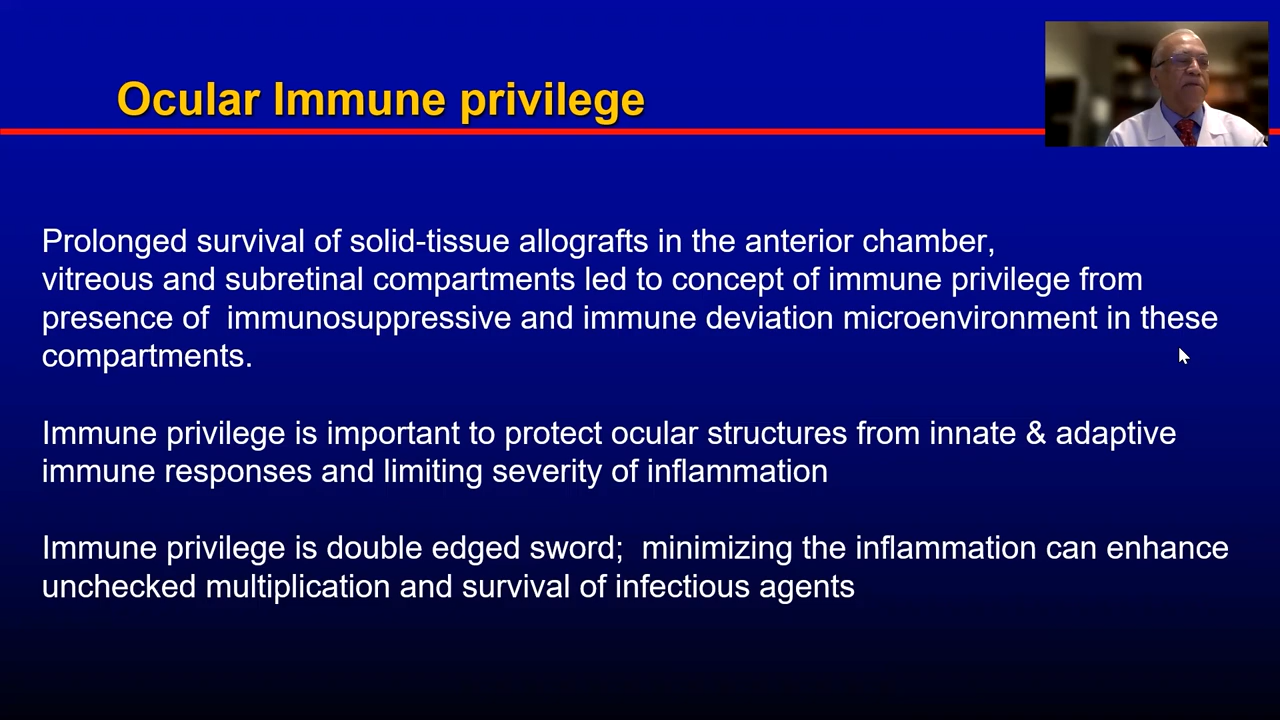 Ocular Immune privilege
Prolonged survival of solid-tissue allografts in the anterior chamber,
vitreous and subretinal compartments led to concept of immune privilege from
presence of  immunosuppressive and immune deviation microenvironment in these
compartments.
Immune privilege is important to protect ocular structures from innate & adaptive
immune responses and limiting severity of inflammation
Immune privilege is double edged sword;  minimizing the inflammation can enhance
unchecked multiplication and survival of infectious agents